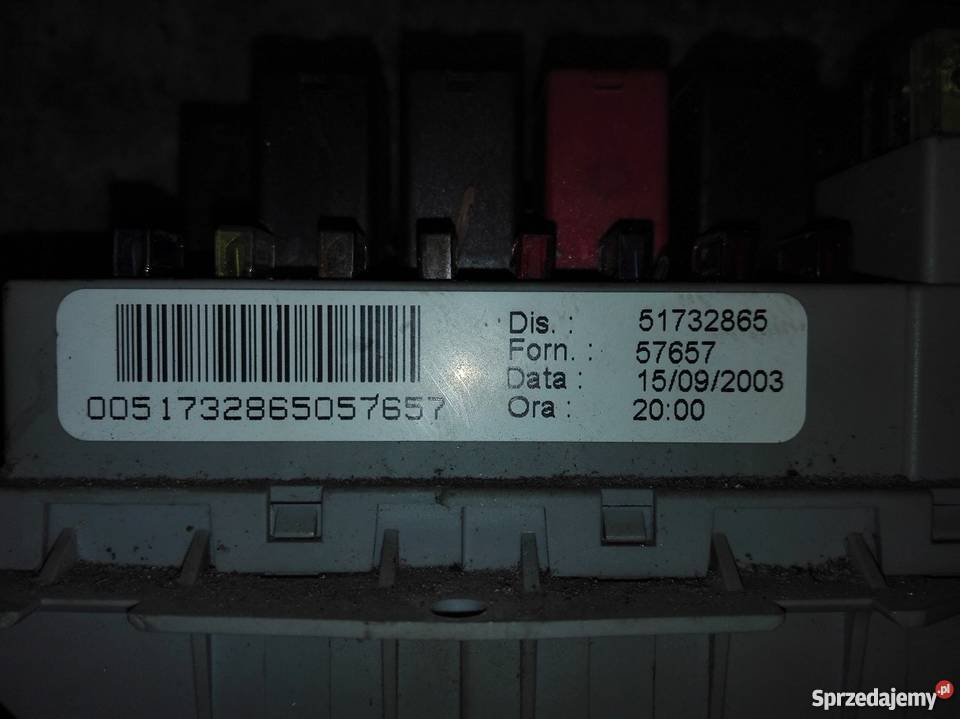 Dis. : 51732865
Forn. : 57657
Data : 15/09/2003
Ora : 20:00
0051732865057657
Sprzedajemy.pl